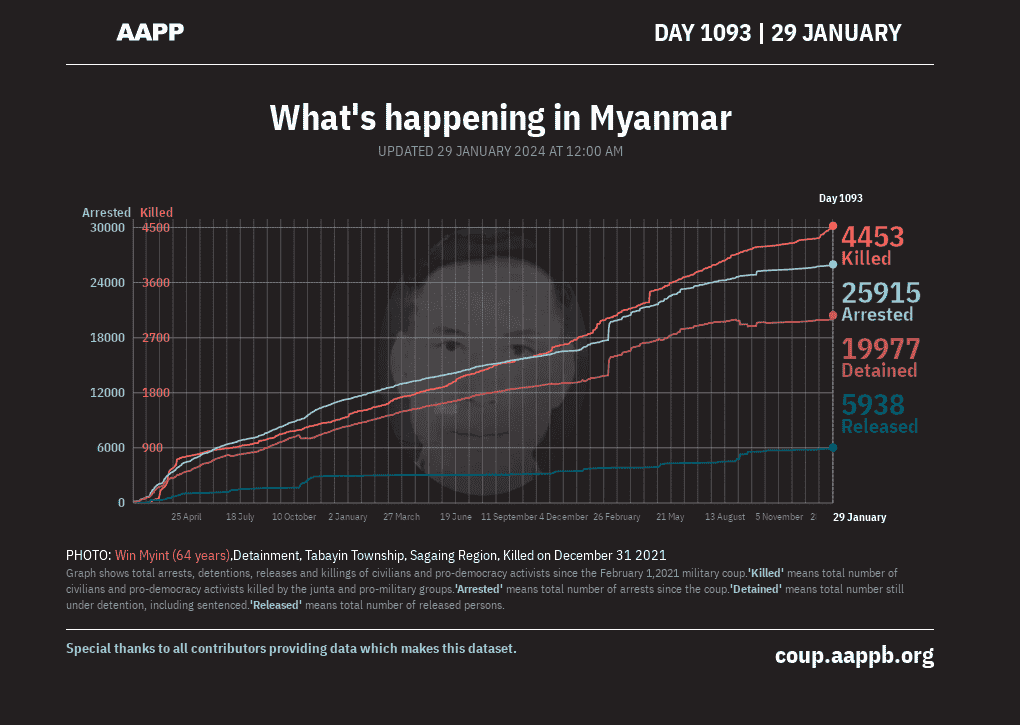 AAPP
DAY 1093 | 29 JANUARY
What's happening in Myanmar
UPDATED 29 JANUARY 2024 AT 12:00 AM
Day 1093
Arrested Killed
30000 4500
24000 3600
18000 2700
12000 1800
6000 900
0
4453
Killed
25915
Arrested
19977
Detained
5938
Released
25 April 18 July 10 October 2 January 27 March 19 June 11 September 4 December 26 February 21 May 13 August 5 November 29 January
PHOTO: Win Myint (64 years),Detainment, Tabayin Township, Sagaing Region, Killed on December 31 2021
Graph shows total arrests, detentions, releases and killings of civilians and pro-democracy activists since the February 1,2021 military coup.'Killed' means total number of
civilians and pro-democracy activists killed by the junta and pro-military groups.'Arrested' means total number of arrests since the coup.'Detained' means total number still
under detention, including sentenced.'Released' means total number of released persons.
Special thanks to all contributors providing data which makes this dataset.
coup.aappb.org